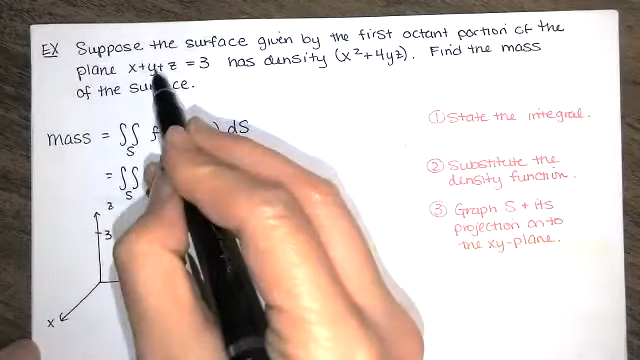 EX Suppose the surface given by the first octant portion of the
plane x+y+z = 3 has density (x² + 4yz). Find the mass
of the
mass = ∫∫ f ) dS
S
= ∫∫
S
z
3
x
① State the integral.
② Substitute the
density function.
③ Graph S + its
projection onto
the xy-plane.